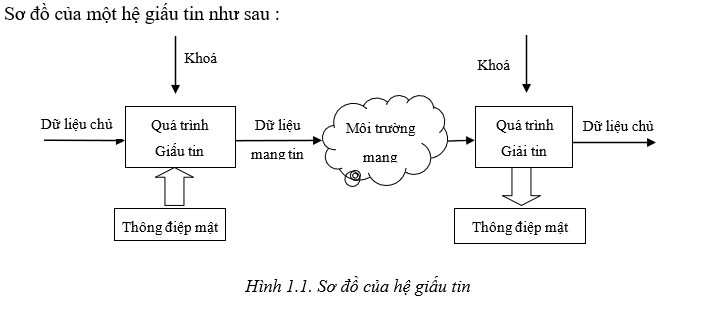 Sơ đồ của một hệ giấu tin như sau :
Khoá
Khoá
Dữ liệu chủ
Quá trình
Giấu tin
Dữ liệu
mang tin
Môi trường
mang
Quá trình
Giải tin
Dữ liệu chủ
Thông điệp mật
Thông điệp mật
Hình 1.1. Sơ đồ của hệ giấu tin